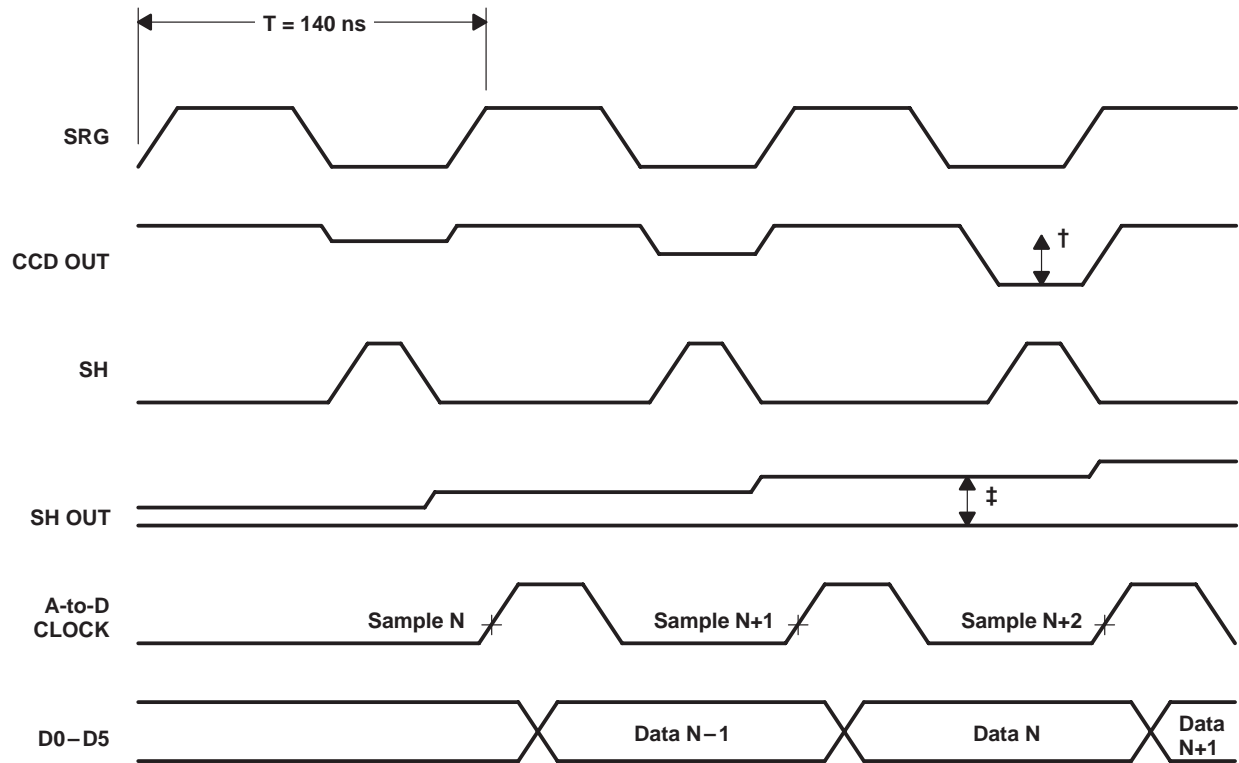 T = 140 ns
SRG
CCD OUT
†
SH
SH OUT
‡
A-to-D
CLOCK
Sample N
Sample N+1
Sample N+2
D0–D5
Data N–1
Data N
Data
N+1